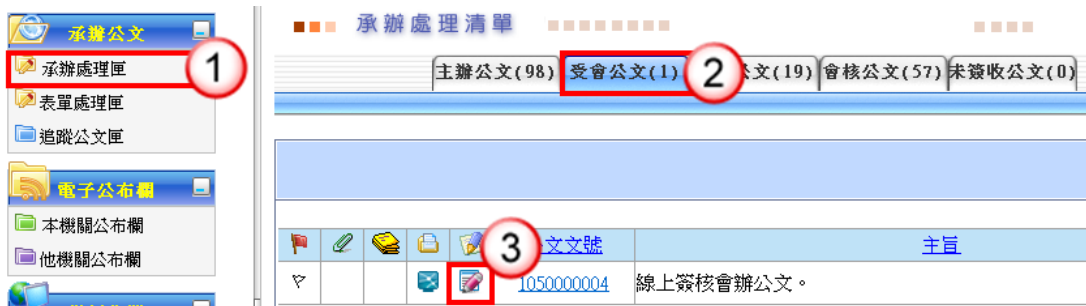 承辦公文
承辦處理匣
1
表單處理匣
追蹤公文匣
電子公布欄
本機關公布欄
他機關公布欄
承辦處理清單
主辦公文(98) 受會公文(1) 2 公文(19) 會核公文(57) 未簽收公文(0)
3 公文文號 主旨
1050000004 線上簽核會辦公文。